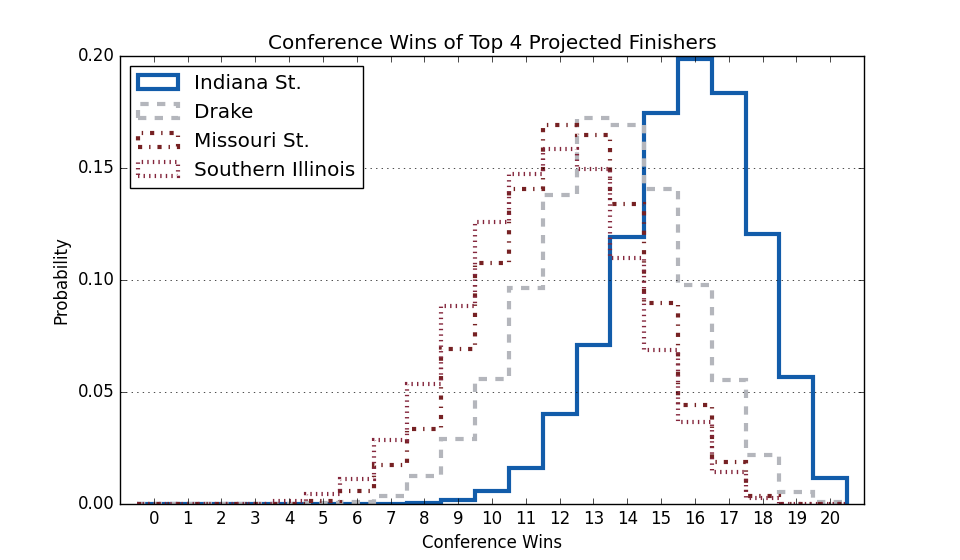 Conference Wins of Top 4 Projected Finishers
0.20
0.15
0.10
0.05
0.00
Probability
Indiana St.
Drake
Missouri St.
Southern Illinois
0 1 2 3 4 5 6 7 8 9 10 11 12 13 14 15 16 17 18 19 20
Conference Wins